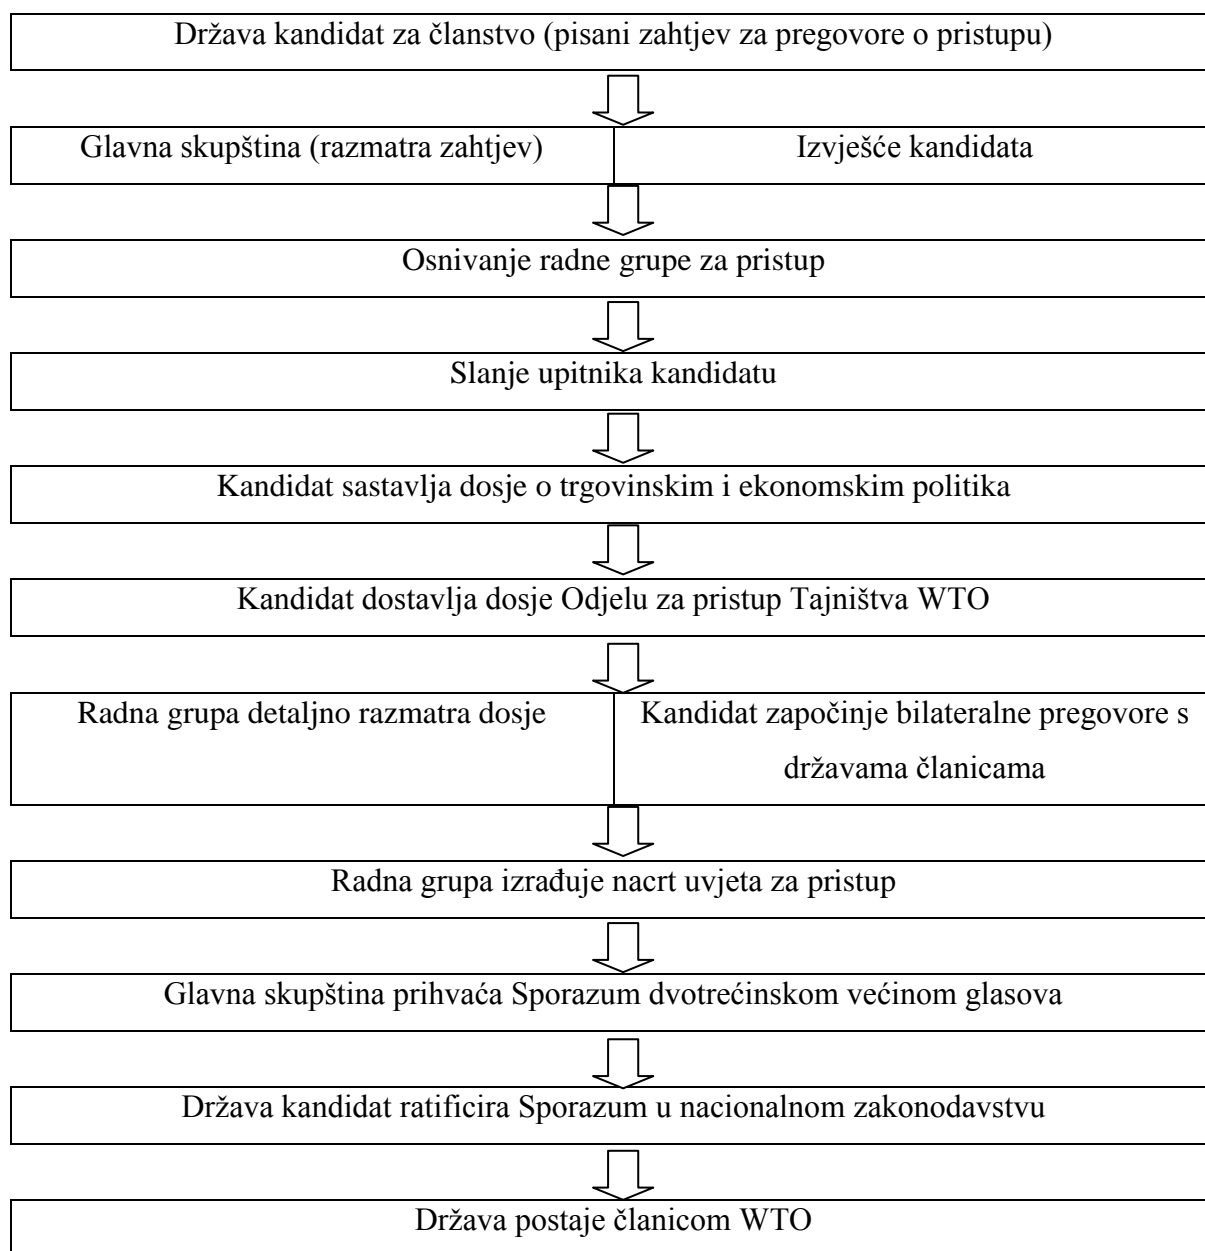 Država kandidat za članstvo (pisani zahtjev za pregovore o pristupu)
Glavna skupština (razmatra zahtjev)
Izvješće kandidata
Osnivanje radne grupe za pristup
Slanje upitnika kandidatu
Kandidat sastavlja dosje o trgovinskim i ekonomskim politika
Kandidat dostavlja dosje Odjelu za pristup Tajništva WTO
Radna grupa detaljno razmatra dosje
Kandidat započinje bilateralne pregovore s
državama članicama
Radna grupa izrađuje nacrt uvjeta za pristup
Glavna skupština prihvaća Sporazum dvotrećinskom većinom glasova
Država kandidat ratificira Sporazum u nacionalnom zakonodavstvu
Država postaje članicom WTO